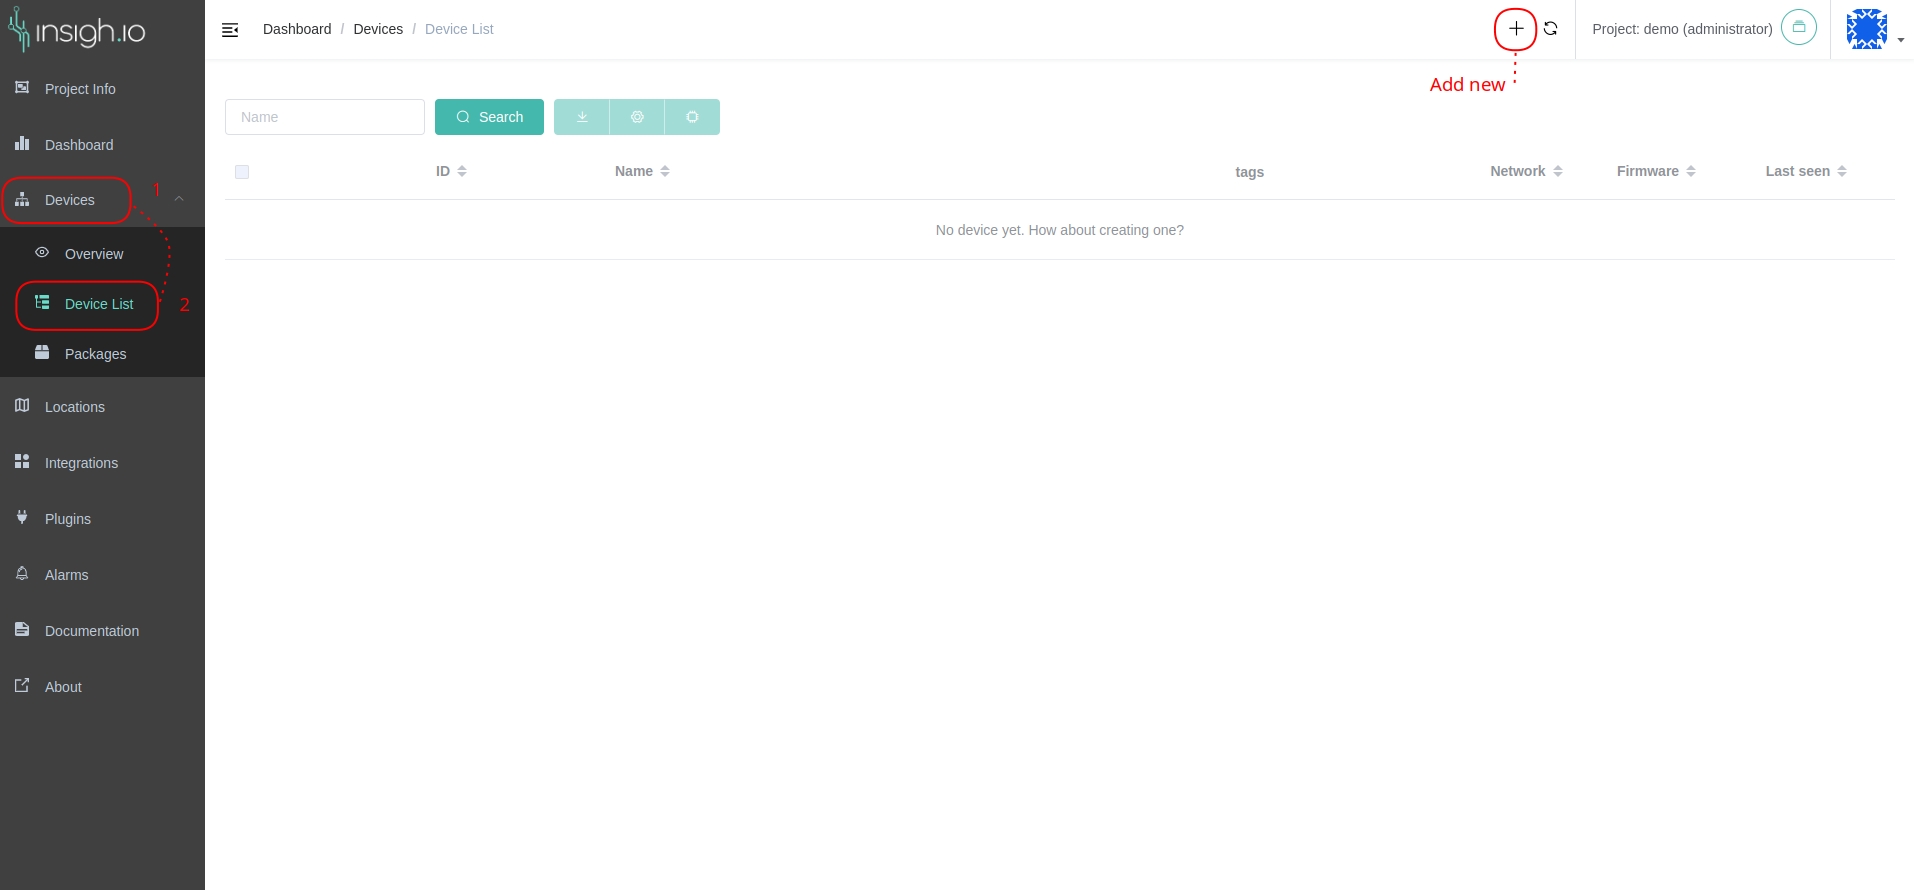 insigh.io
Dashboard / Devices / Device List
Project: demo (administrator)
Add new
Project Info
Dashboard
Devices
1
Overview
Device List
2
Packages
Locations
Integrations
Plugins
Alarms
Documentation
About
Name
Search
ID Name tags Network Firmware Last seen
No device yet. How about creating one?